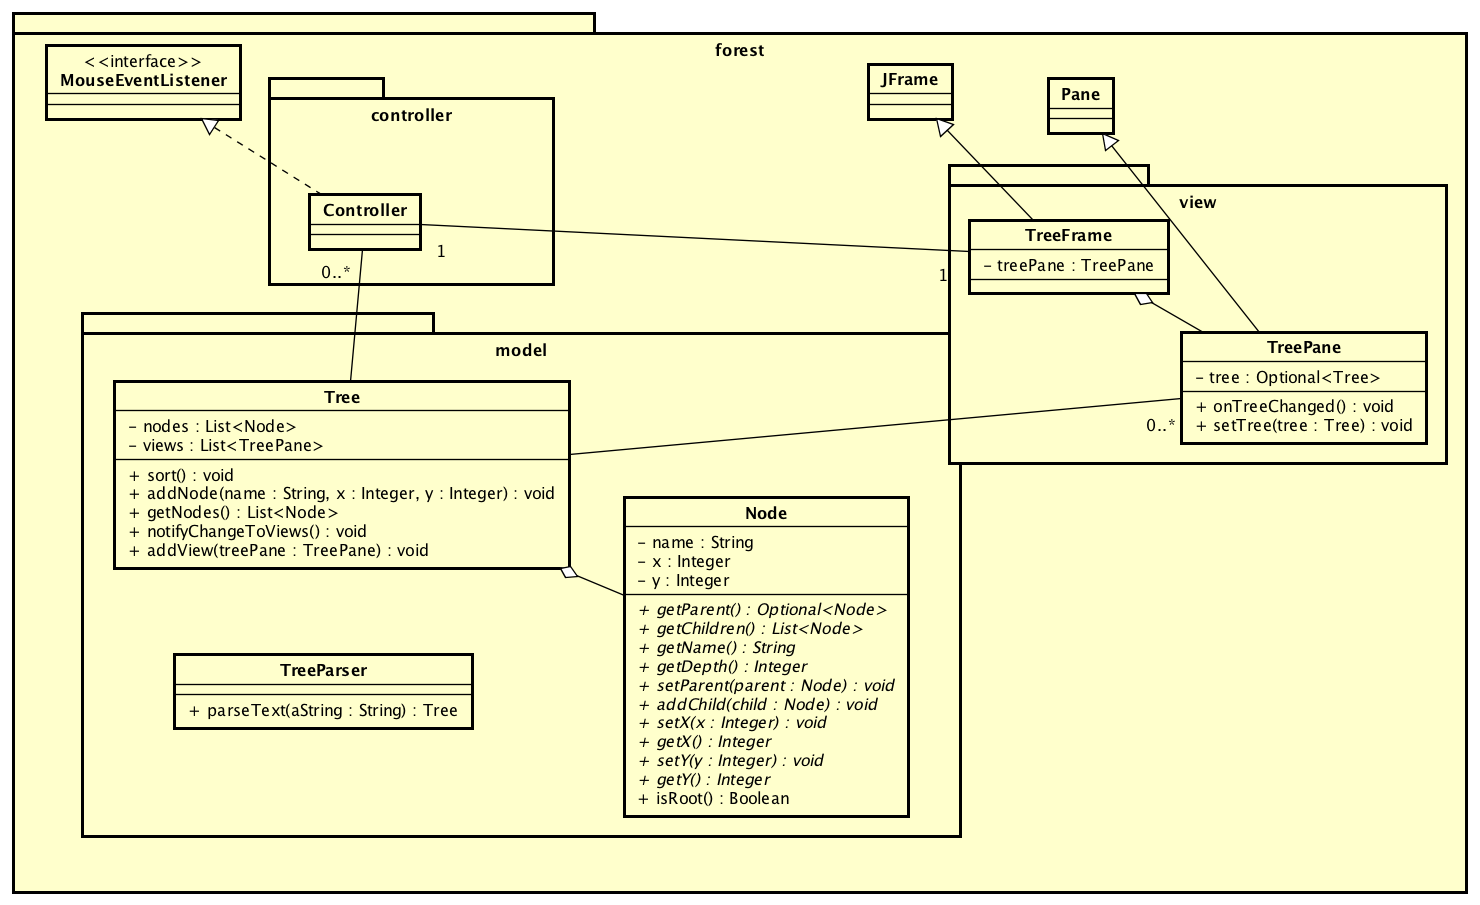 forest
<<interface>>
MouseEventListener
JFrame
Pane
controller
Controller
1
0..*
view
TreeFrame
– treePane : TreePane
1
TreePane
– tree : Optional<Tree>
+ onTreeChanged() : void
+ setTree(tree : Tree) : void
0..*
model
Tree
– nodes : List<Node>
– views : List<TreePane>
+ sort() : void
+ addNode(name : String, x : Integer, y : Integer) : void
+ getNodes() : List<Node>
+ notifyChangeToViews() : void
+ addView(treePane : TreePane) : void
Node
– name : String
– x : Integer
– y : Integer
+ getParent() : Optional<Node>
+ getChildren() : List<Node>
+ getName() : String
+ getDepth() : Integer
+ setParent(parent : Node) : void
+ addChild(child : Node) : void
+ setX(x : Integer) : void
+ getX() : Integer
+ setY(y : Integer) : void
+ getY() : Integer
+ isRoot() : Boolean
TreeParser
+ parseText(aString : String) : Tree